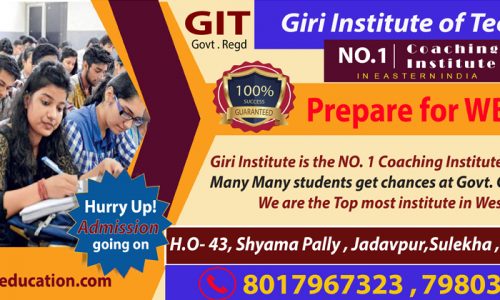 GIT
Govt . Regd
Giri Institute of Te
NO.1 | Coaching
Institute
IN EASTERN INDIA
100%
SUCCESS
GUARANTEED
Prepare for WB
Giri Institute is the NO. 1 Coaching Institute
Many Many students get chances at Govt. C
We are the Top most institute in Wes
Hurry Up!
Admission
going on
H.O- 43, Shyama Pally , Jadavpur,Sulekha ,
education.com
8017967323 , 79803